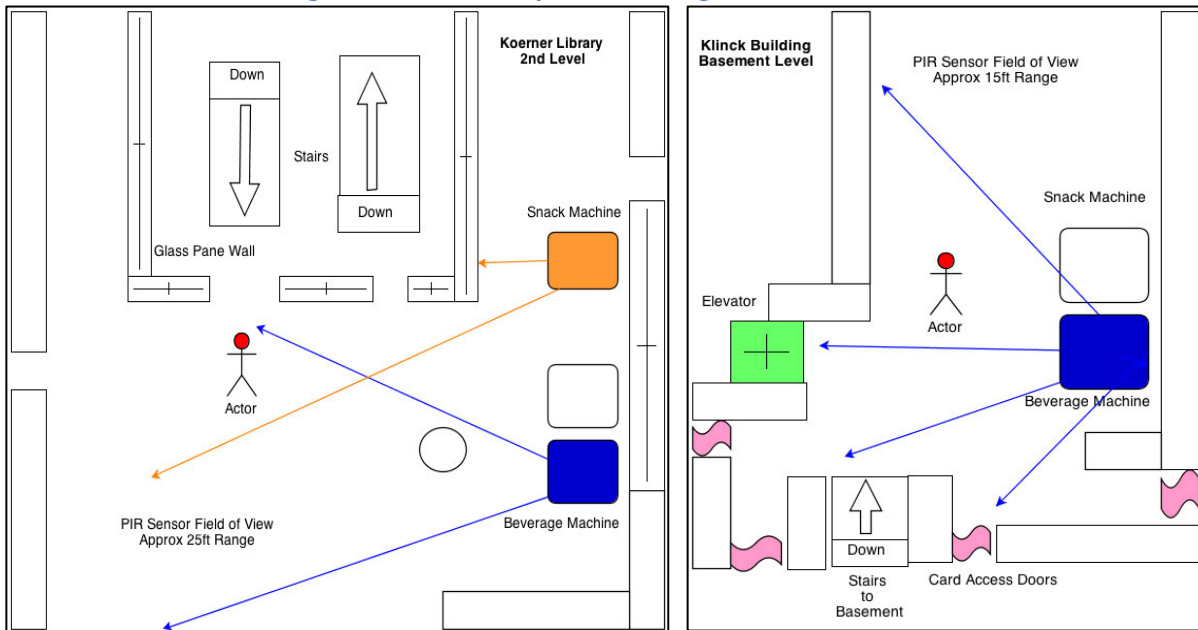 Koerner Library
2nd Level
Down
Stairs
Down
Snack Machine
Glass Pane Wall
Actor
PIR Sensor Field of View
Approx 25ft Range
Beverage Machine
Klinck Building
Basement Level
PIR Sensor Field of View
Approx 15ft Range
Snack Machine
Elevator
Actor
Beverage Machine
Down
Stairs
to
Basement
Card Access Doors